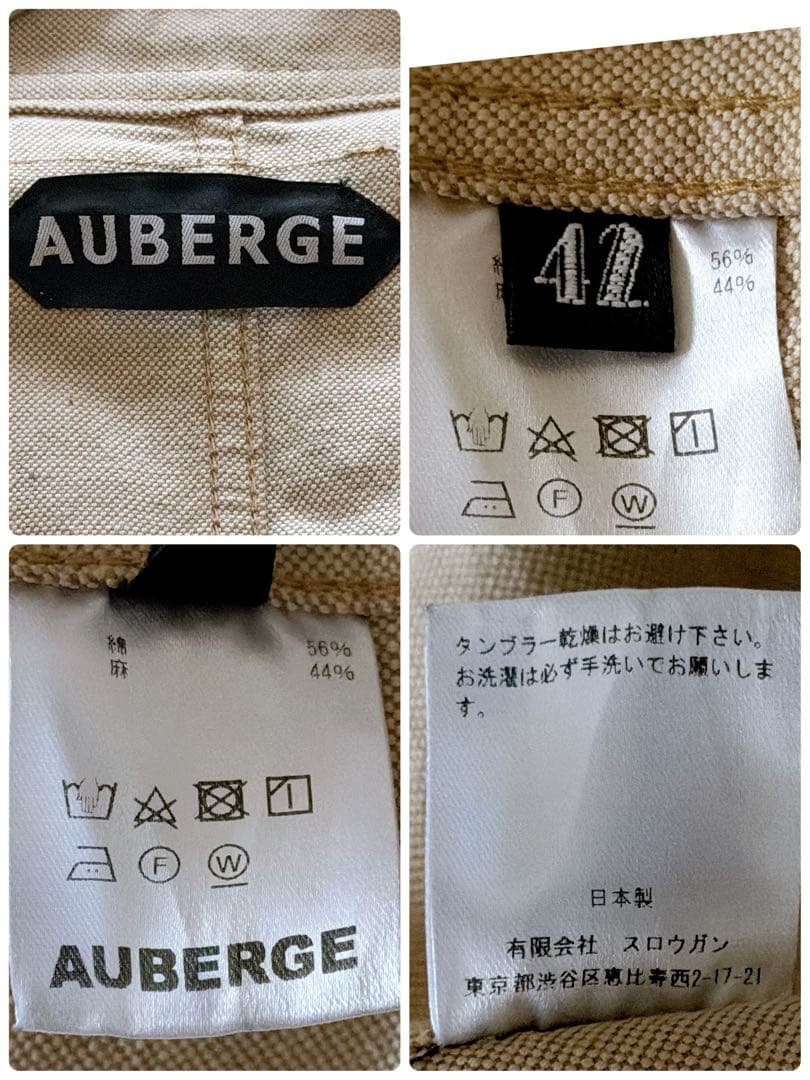 AUBERGE
42
56%
44%
F
W
綿 56%
麻 44%
F
W
AUBERGE
タンブラー乾燥はお避け下さい。
お洗濯は必ず手洗いでお願いしま
す。
日本製
有限会社 スロウガン
東京都渋谷区恵比寿西2-17-21